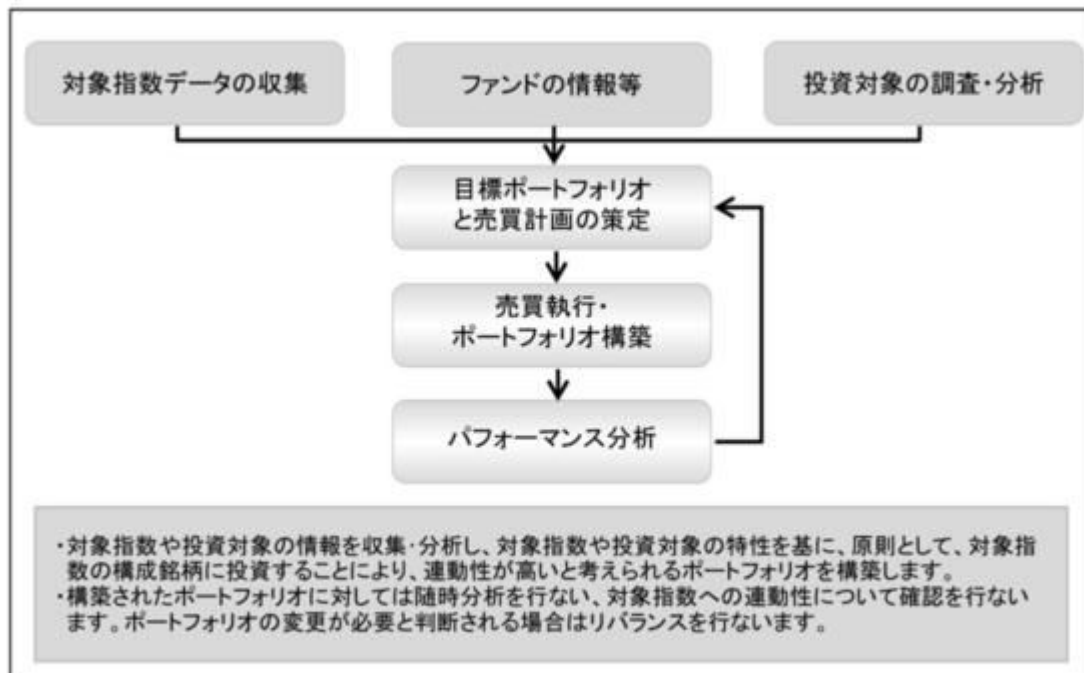 対象指数データの収集
ファンドの情報等
投資対象の調査・分析
目標ポートフォリオ
と売買計画の策定
売買執行・
ポートフォリオ構築
パフォーマンス分析
・対象指数や投資対象の情報を収集・分析し、対象指数や投資対象の特性を基に、原則として、対象指
数の構成銘柄に投資することにより、連動性が高いと考えられるポートフォリオを構築します。
・構築されたポートフォリオに対しては随時分析を行ない、対象指数への連動性について確認を行ない
ます。ポートフォリオの変更が必要と判断される場合はリバランスを行ないます。